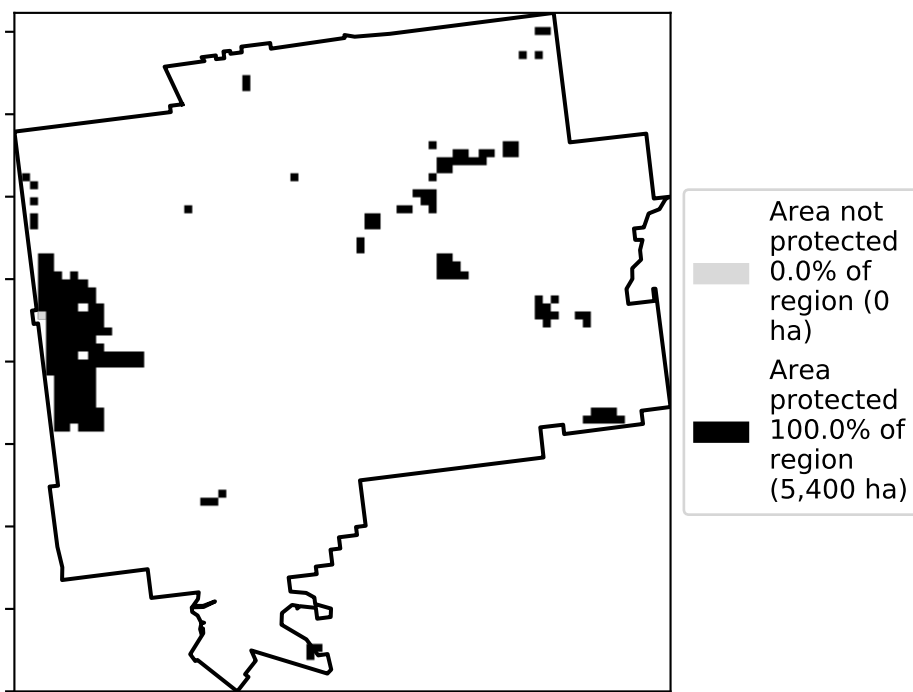 Area not
protected
0.0% of
region (0
ha)
Area
protected
100.0% of
region
(5,400 ha)